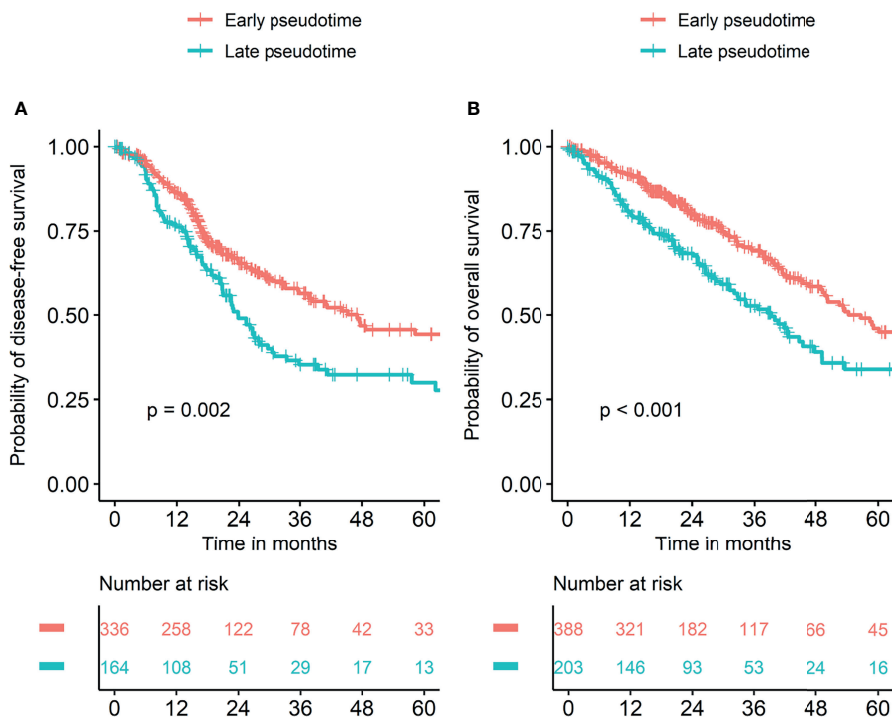 Early pseudotime
Late pseudotime
A
Probability of disease-free survival
1.00
0.75
0.50
0.25
0.00
p = 0.002
0 12 24 36 48 60
Time in months
Number at risk
336 258 122 78 42 33
164 108 51 29 17 13
0 12 24 36 48 60
Early pseudotime
Late pseudotime
B
Probability of overall survival
1.00
0.75
0.50
0.25
0.00
p < 0.001
0 12 24 36 48 60
Time in months
Number at risk
388 321 182 117 66 45
203 146 93 53 24 16
0 12 24 36 48 60